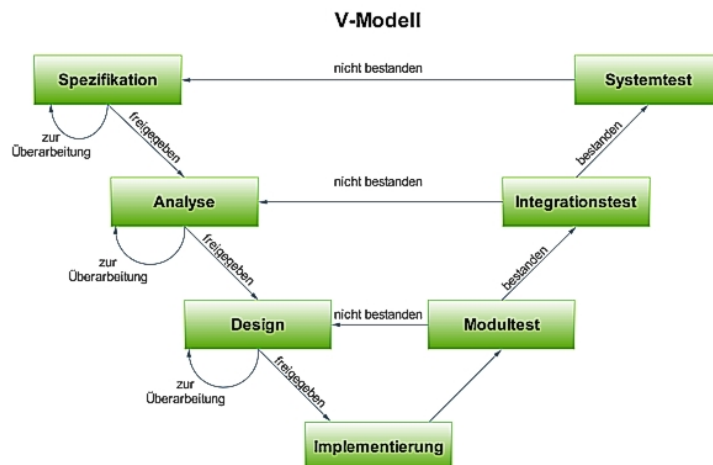 V-Modell
Spezifikation
nicht bestanden
Systemtest
zur
Überarbeitung
freigegeben
bestanden
Analyse
nicht bestanden
Integrationstest
zur
Überarbeitung
freigegeben
bestanden
Design
nicht bestanden
Modultest
zur
Überarbeitung
freigegeben
Implementierung